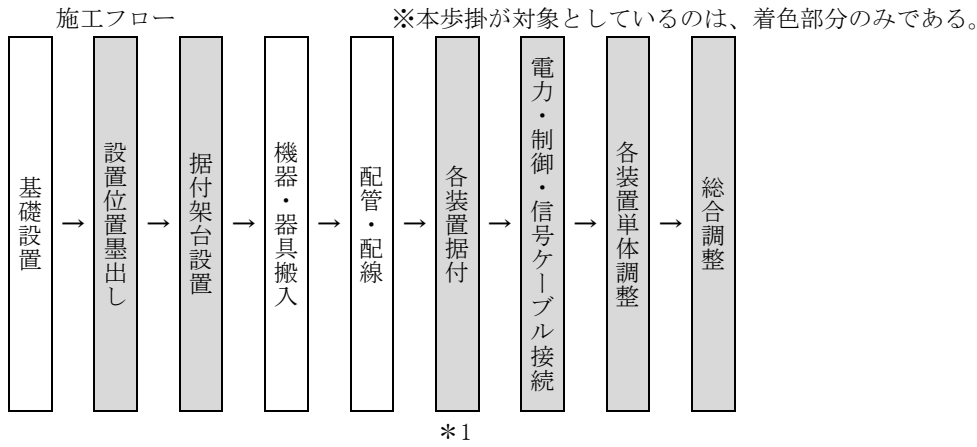 施工フロー
※本歩掛が対象としているのは、着色部分のみである。
基礎設置
→
設置位置墨出し
→
据付架台設置
→
機器・器具搬入
→
配管・配線
→
各装置据付
→
電力・制御・信号ケーブル接続
→
各装置単体調整
→
総合調整
＊1